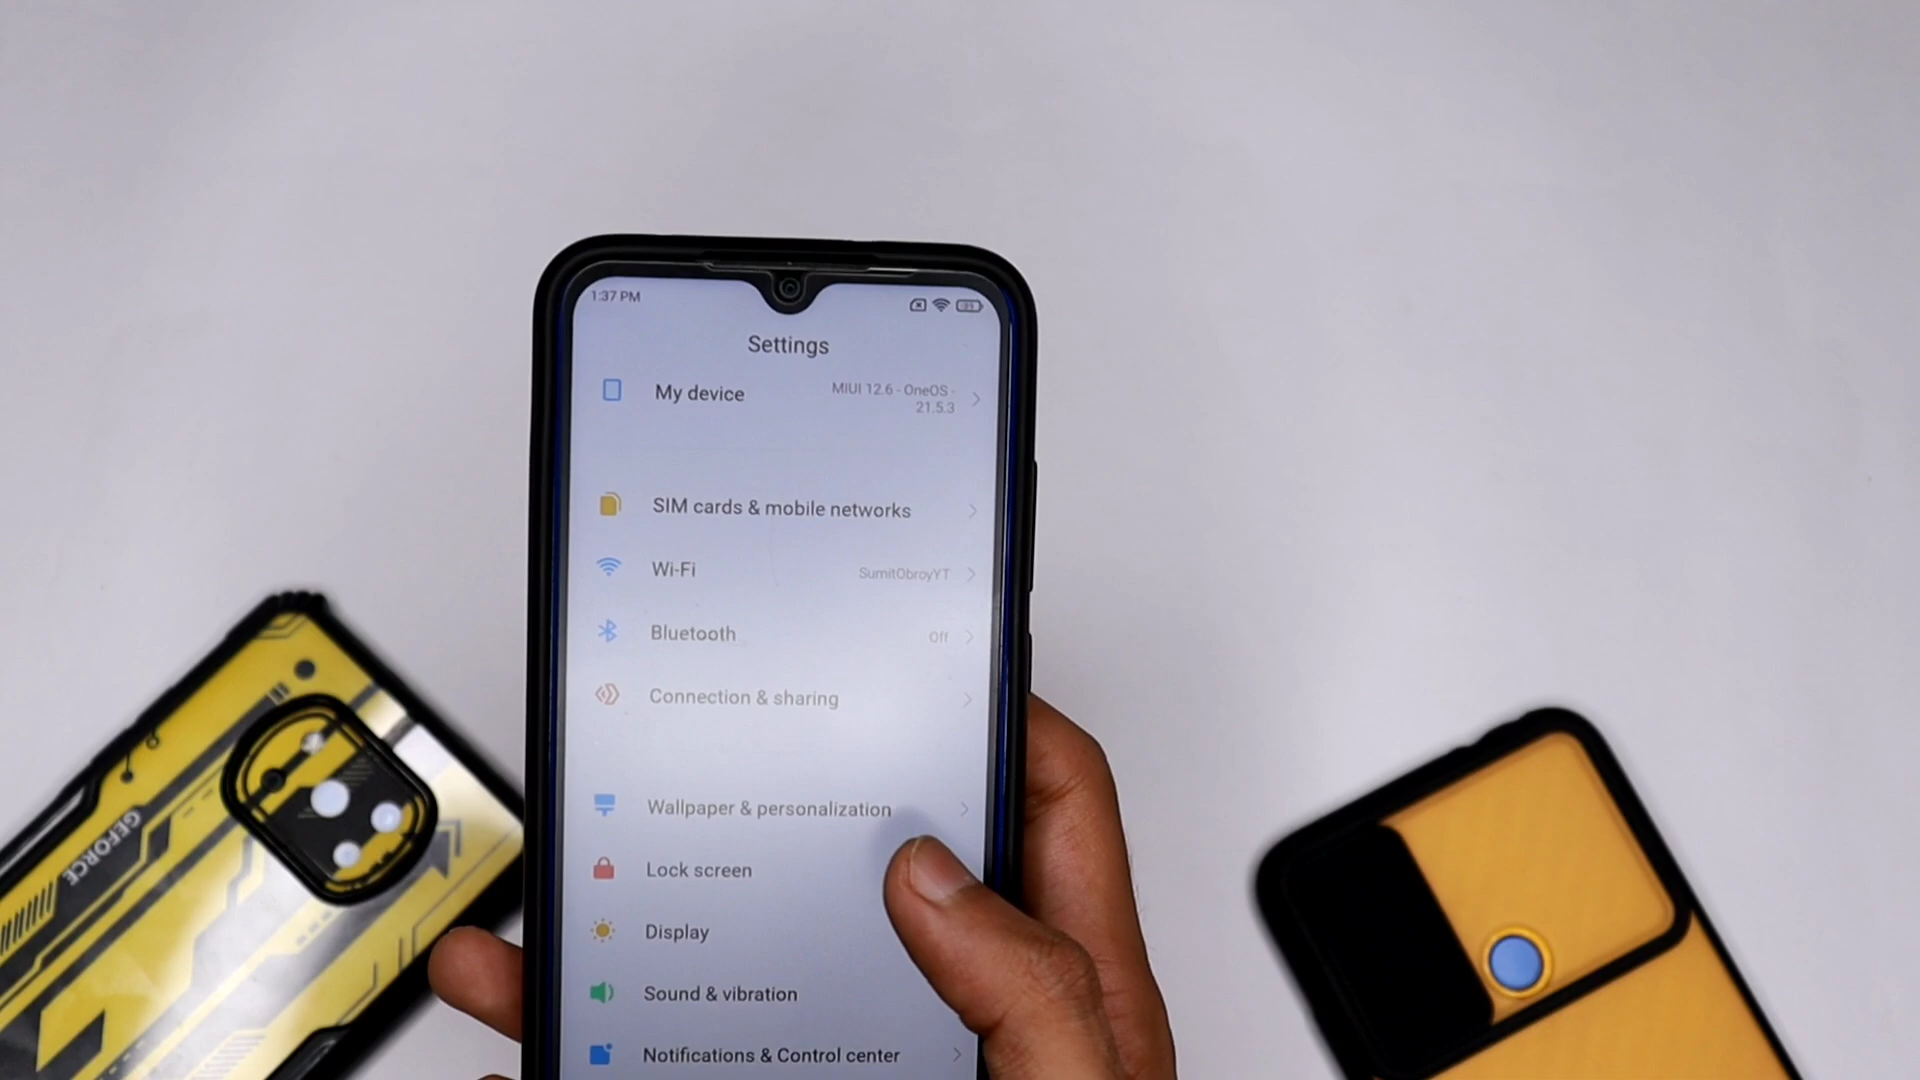 1:37 PM
Settings
My device
MIUI 12.6 - OneOS -
21.5.3
SIM cards & mobile networks
Wi-Fi
SumitObroyYT
Bluetooth
Off
Connection & sharing
Wallpaper & personalization
Lock screen
Display
Sound & vibration
Notifications & Control center
GEFORCE